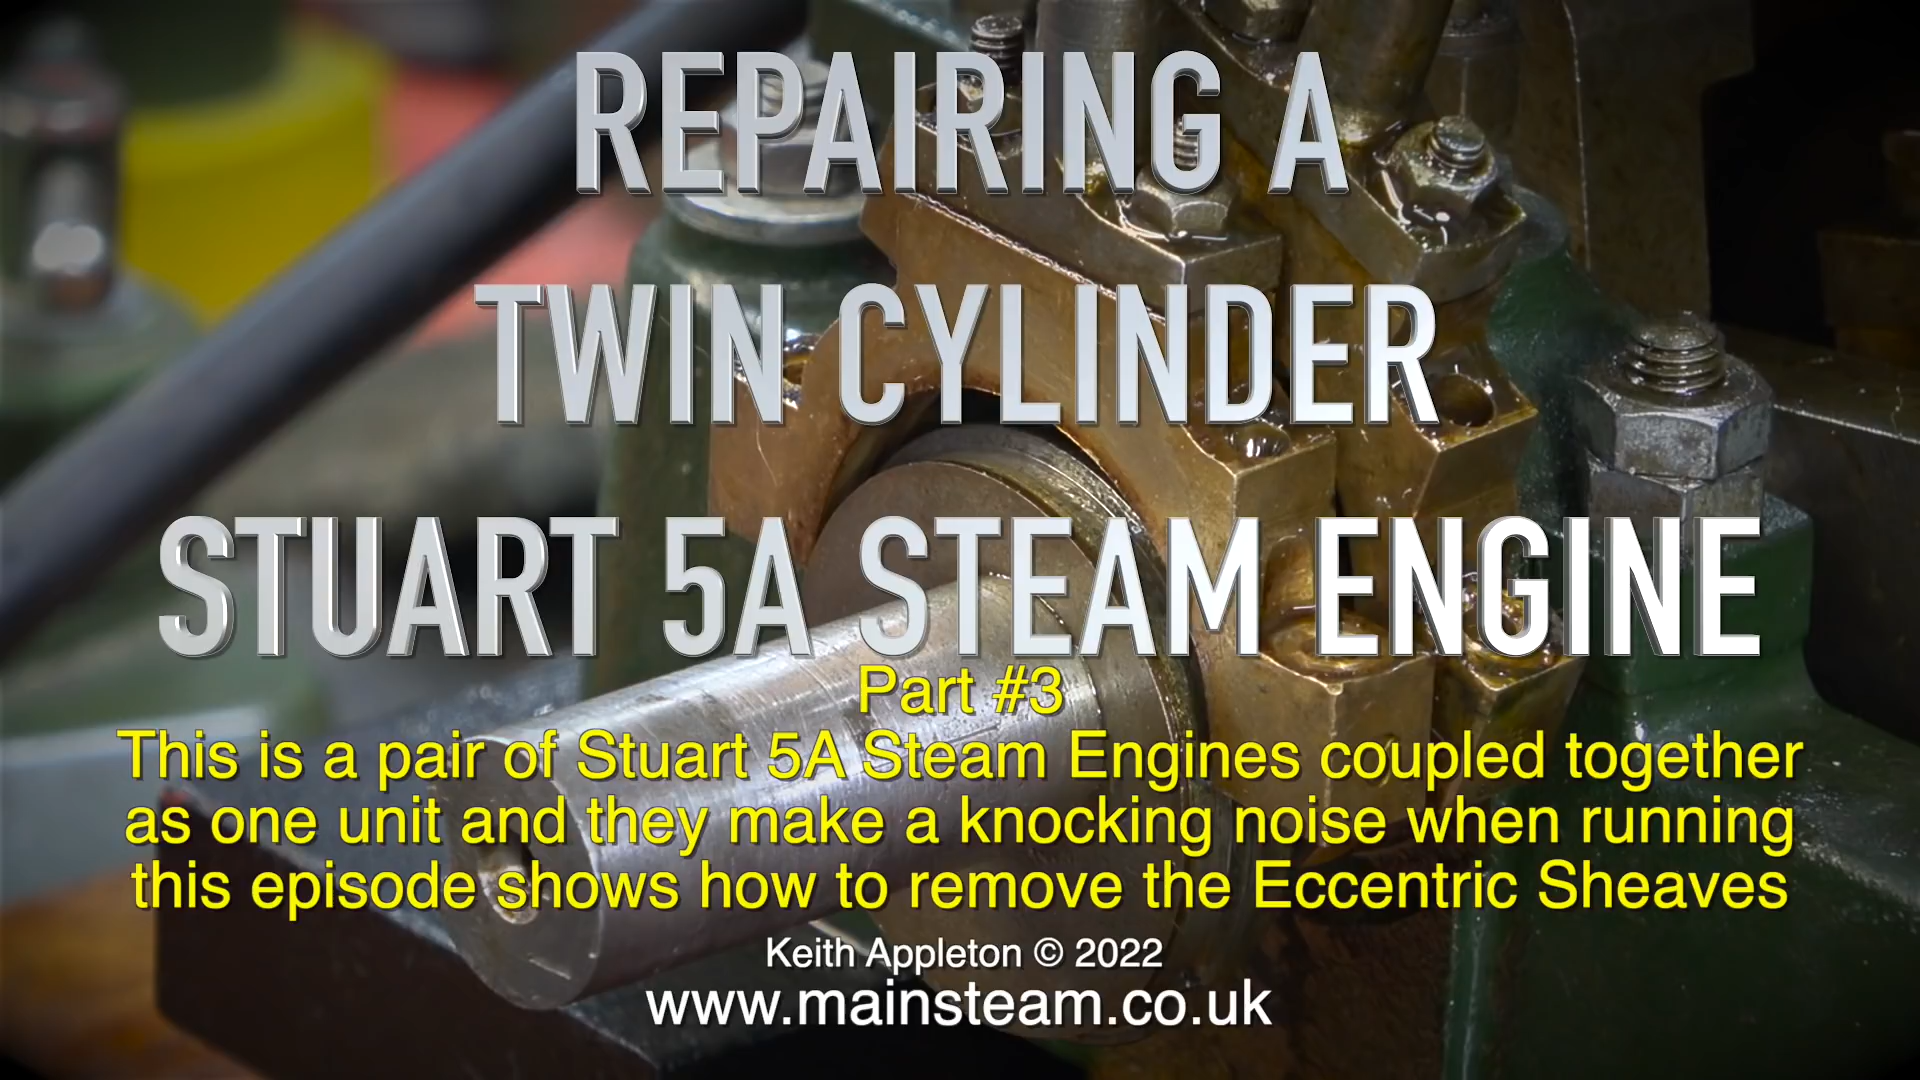 REPAIRING A
TWIN CYLINDER
STUART 5A STEAM ENGINE
Part #3
This is a pair of Stuart 5A Steam Engines coupled together
as one unit and they make a knocking noise when running
this episode shows how to remove the Eccentric Sheaves
Keith Appleton © 2022
www.mainsteam.co.uk